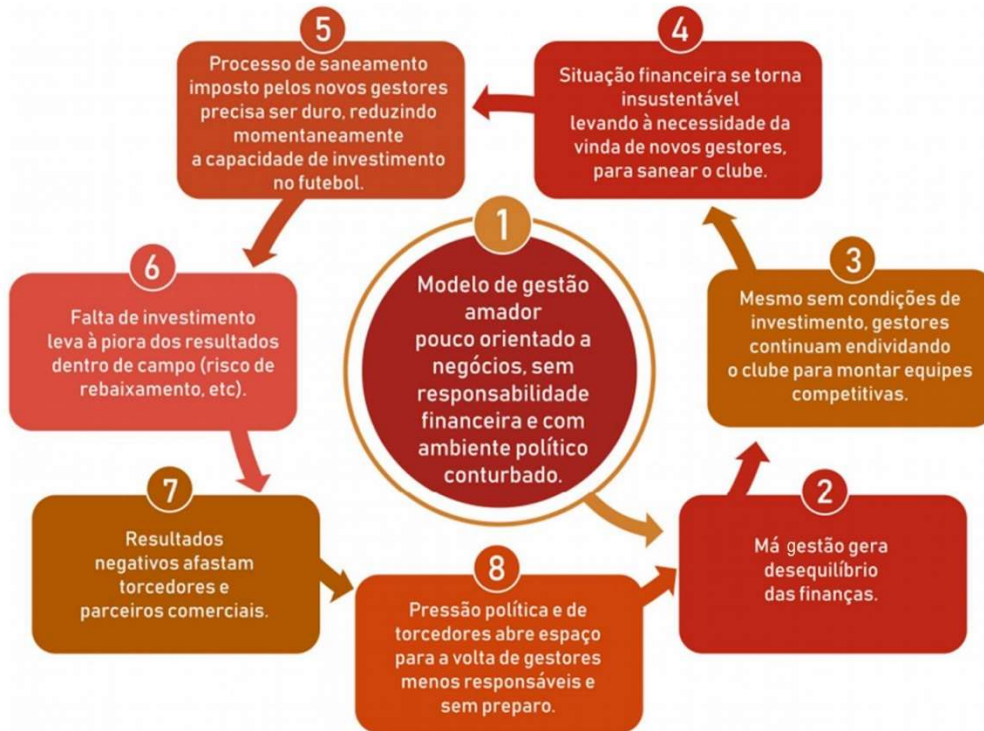 1
Modelo de gestão
amador
pouco orientado a
negócios, sem
responsabilidade
financeira e com
ambiente político
conturbado.
2
Má gestão gera
desequilíbrio
das finanças.
3
Mesmo sem condições de
investimento, gestores
continuam endividando
o clube para montar equipes
competitivas.
4
Situação financeira se torna
insustentável
levando à necessidade da
vinda de novos gestores,
para sanear o clube.
5
Processo de saneamento
imposto pelos novos gestores
precisa ser duro, reduzindo
momentaneamente
a capacidade de investimento
no futebol.
6
Falta de investimento
leva à piora dos resultados
dentro de campo (risco de
rebaixamento, etc).
7
Resultados
negativos afastam
torcedores e
parceiros comerciais.
8
Pressão política e de
torcedores abre espaço
para a volta de gestores
menos responsáveis e
sem preparo.